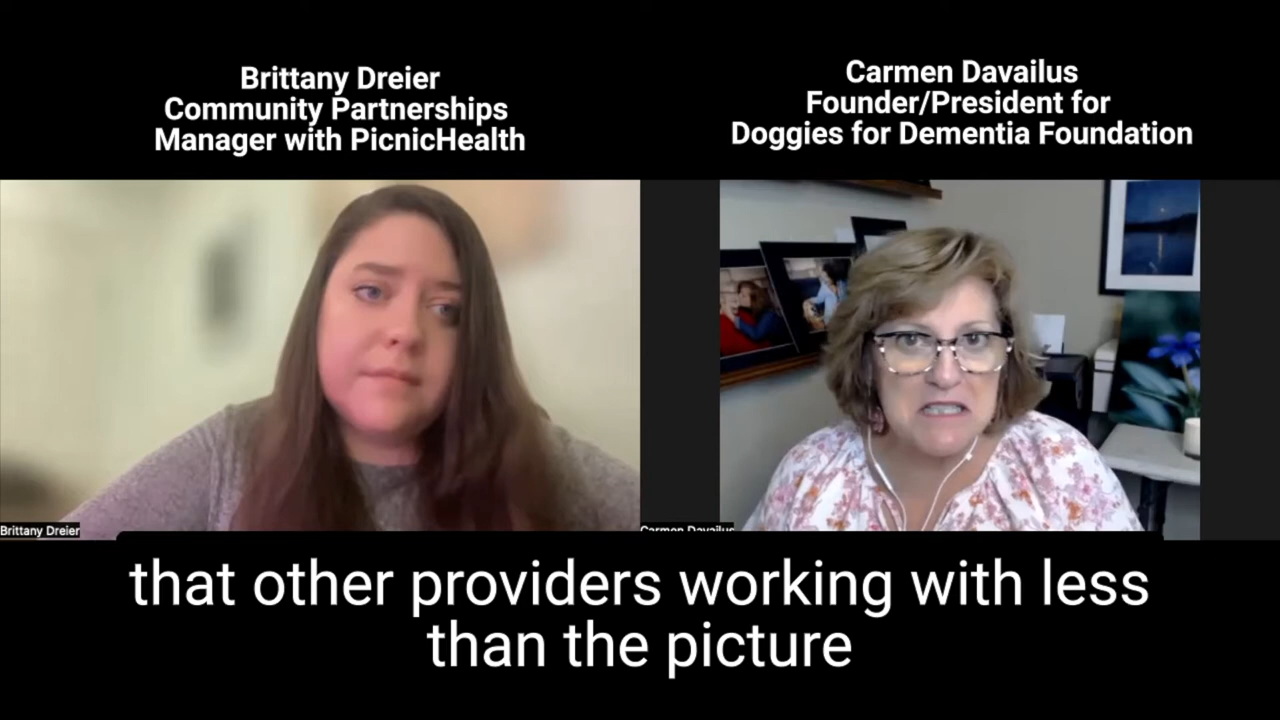 Brittany Dreier
Community Partnerships
Manager with PicnicHealth
Carmen Davailus
Founder/President for
Doggies for Dementia Foundation
Brittany Dreier
Carmen Davailus
that other providers working with less
than the picture